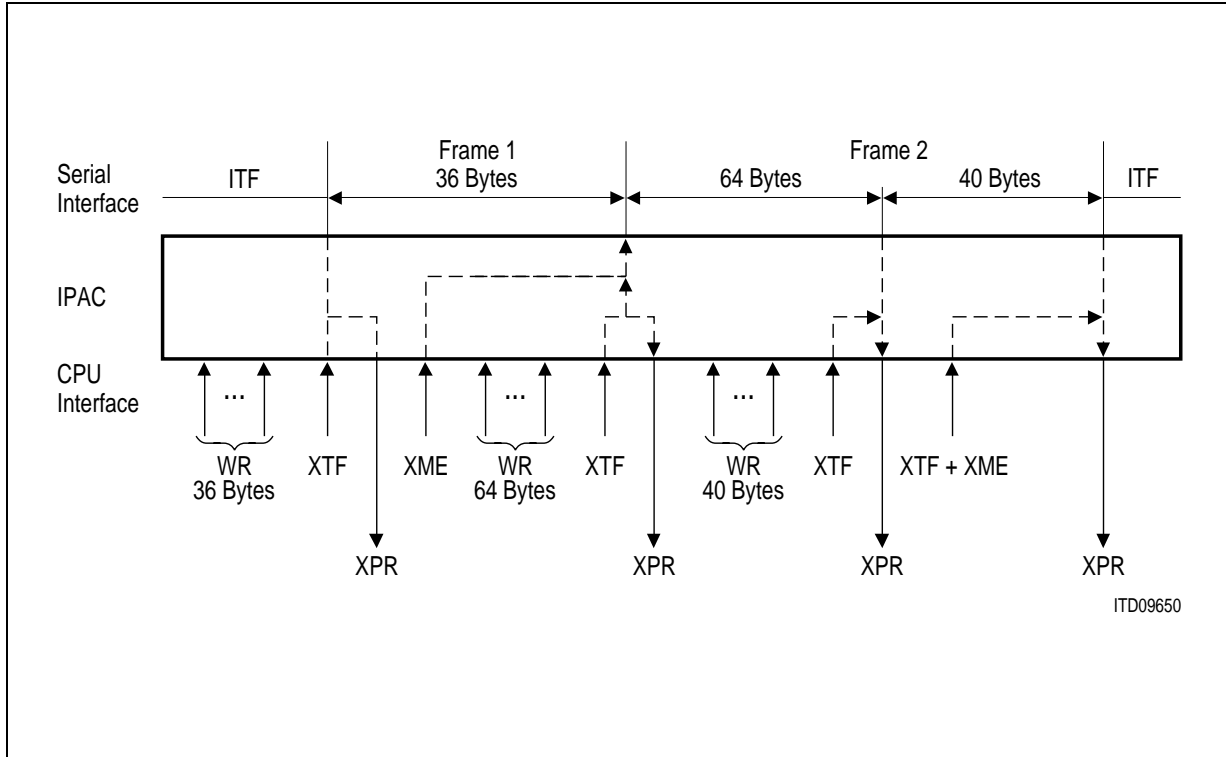 Frame 1
Frame 2
Serial
Interface
ITF
36 Bytes
64 Bytes
40 Bytes
ITF
IPAC
CPU
Interface
...
...
...
WR
36 Bytes
XTF
XME
WR
64 Bytes
XTF
WR
40 Bytes
XTF
XTF + XME
XPR
XPR
XPR
XPR
ITD09650